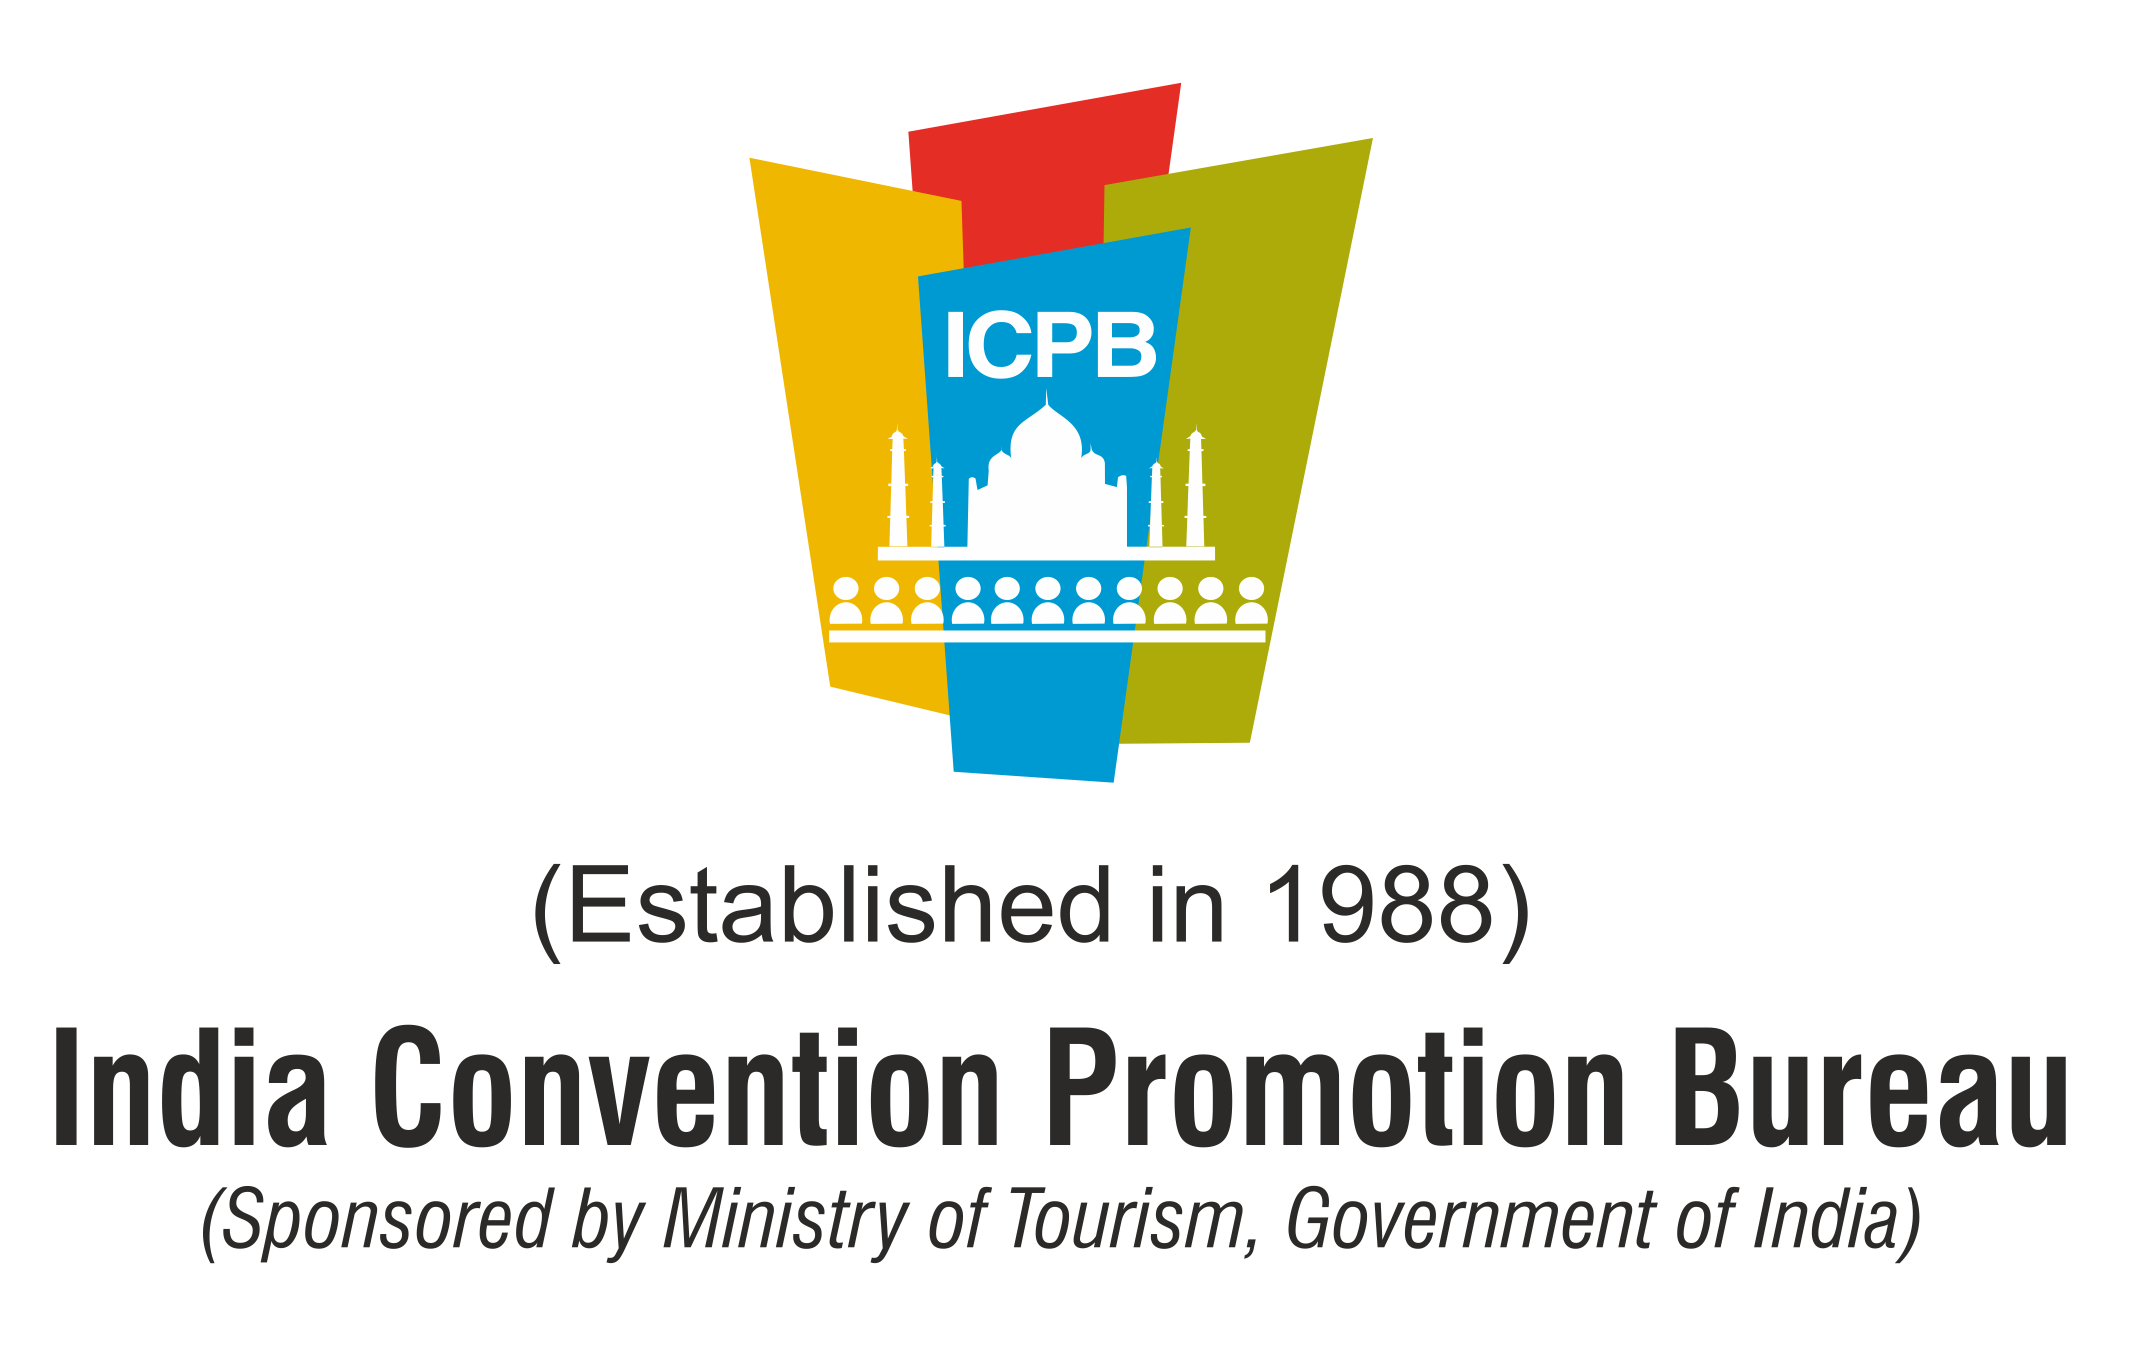 ICPB
(Established in 1988)
India Convention Promotion Bureau
(Sponsored by Ministry of Tourism, Government of India)